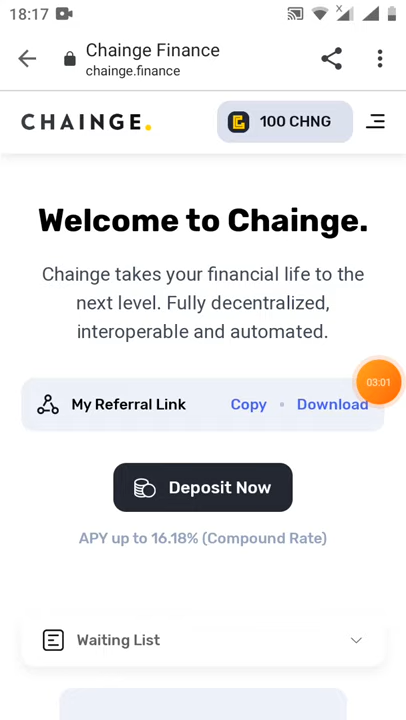 18:17
Chainge Finance
chainge.finance
CHAINGE.
100 CHNG
Welcome to Chainge.
Chainge takes your financial life to the
next level. Fully decentralized,
interoperable and automated.
03:01
My Referral Link Copy • Download
Deposit Now
APY up to 16.18% (Compound Rate)
Waiting List